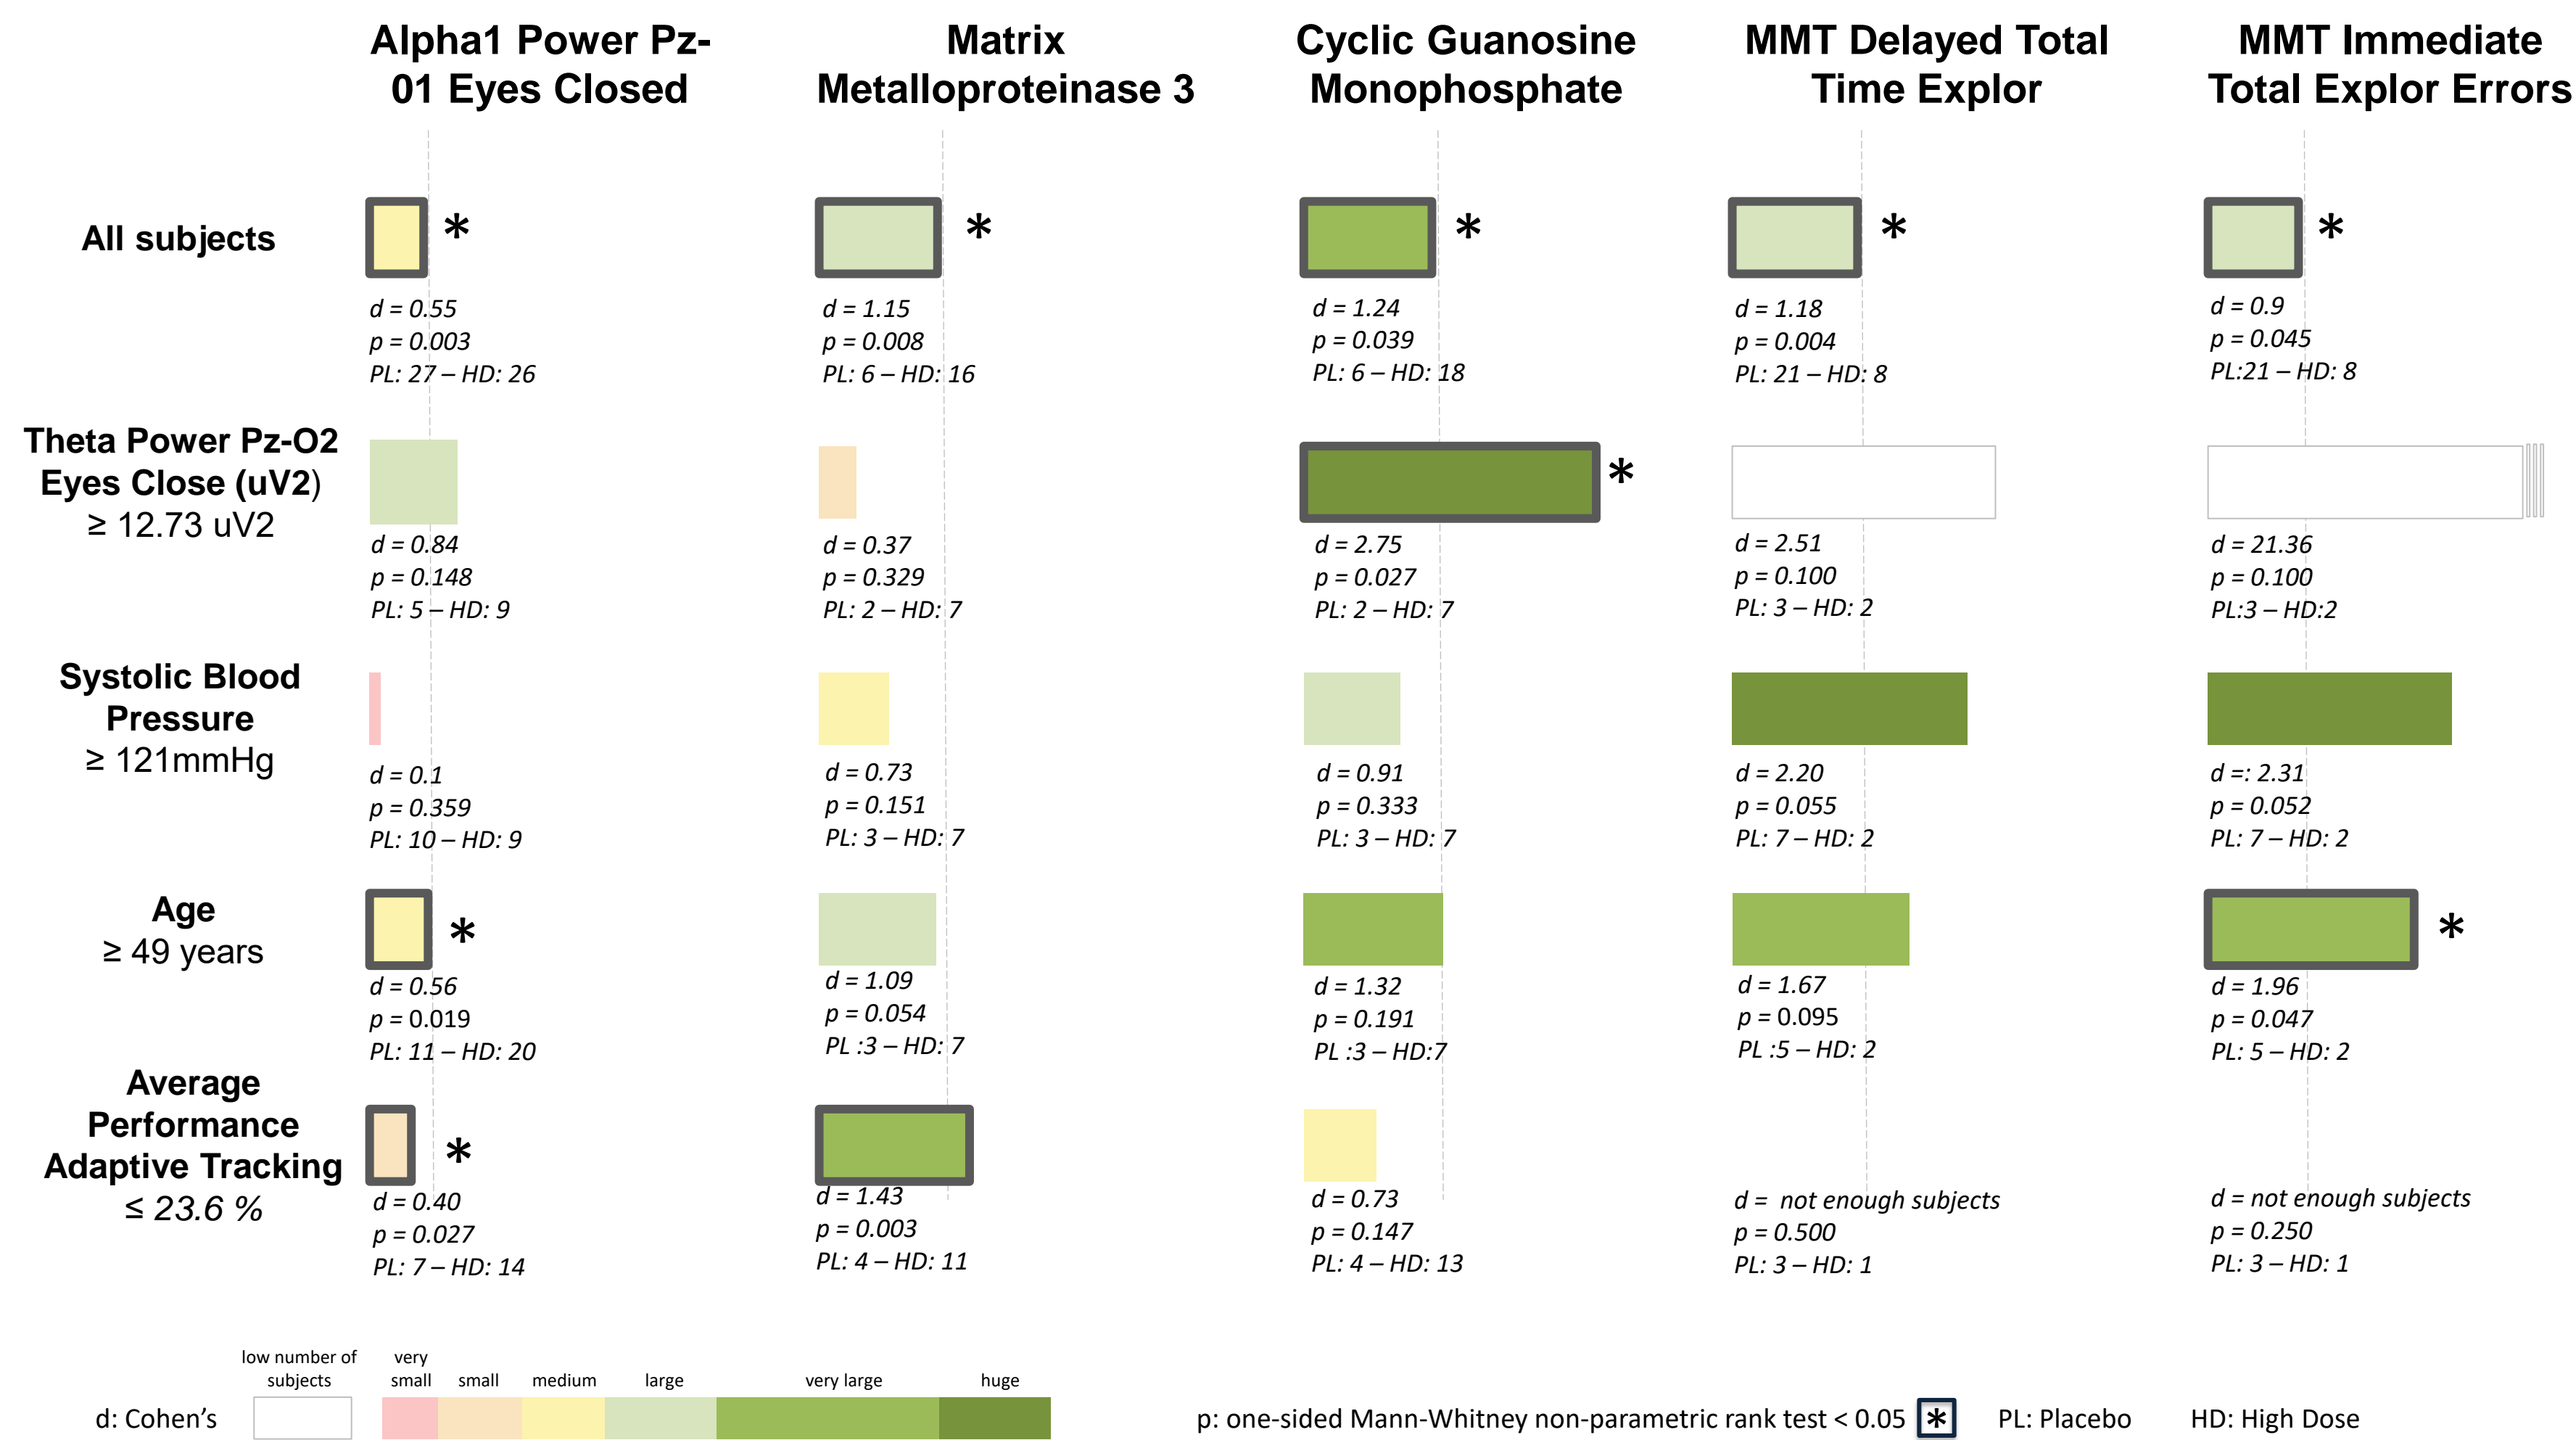 Alpha1 Power Pz-
01 Eyes Closed
Matrix
Metalloproteinase 3
Cyclic Guanosine
Monophosphate
MMT Delayed Total
Time Explor
MMT Immediate
Total Explor Errors
All subjects
*
*
*
*
*
d = 0.55
p = 0.003
PL: 27 – HD: 26
d = 1.15
p = 0.008
PL: 6 – HD: 16
d = 1.24
p = 0.039
PL: 6 – HD: 18
d = 1.18
p = 0.004
PL: 21 – HD: 8
d = 0.9
p = 0.045
PL:21 – HD: 8
Theta Power Pz-O2
Eyes Close (uV2)
≥ 12.73 uV2
*
d = 0.84
p = 0.148
PL: 5 – HD: 9
d = 0.37
p = 0.329
PL: 2 – HD: 7
d = 2.75
p = 0.027
PL: 2 – HD: 7
d = 2.51
p = 0.100
PL: 3 – HD: 2
d = 21.36
p = 0.100
PL:3 – HD:2
Systolic Blood
Pressure
≥ 121mmHg
d = 0.1
p = 0.359
PL: 10 – HD: 9
d = 0.73
p = 0.151
PL: 3 – HD: 7
d = 0.91
p = 0.333
PL: 3 – HD: 7
d = 2.20
p = 0.055
PL: 7 – HD: 2
d =: 2.31
p = 0.052
PL: 7 – HD: 2
Age
≥ 49 years
*
*
d = 0.56
p = 0.019
PL: 11 – HD: 20
d = 1.09
p = 0.054
PL :3 – HD: 7
d = 1.32
p = 0.191
PL :3 – HD:7
d = 1.67
p = 0.095
PL :5 – HD: 2
d = 1.96
p = 0.047
PL: 5 – HD: 2
Average
Performance
Adaptive Tracking
≤ 23.6 %
*
d = 0.40
p = 0.027
PL: 7 – HD: 14
d = 1.43
p = 0.003
PL: 4 – HD: 11
d = 0.73
p = 0.147
PL: 4 – HD: 13
d = not enough subjects
p = 0.500
PL: 3 – HD: 1
d = not enough subjects
p = 0.250
PL: 3 – HD: 1
d: Cohen's
low number of
subjects
very
small
small
medium
large
very large
huge
p: one-sided Mann-Whitney non-parametric rank test < 0.05 *
PL: Placebo
HD: High Dose